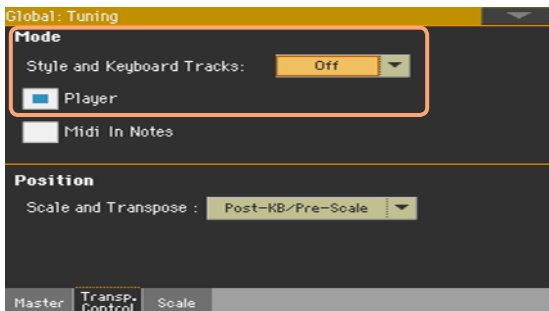 Global: Tuning
Mode
Style and Keyboard Tracks: Off
Player
Midi In Notes
Position
Scale and Transpose : Post-KB/Pre-Scale
Master Transp. Control Scale